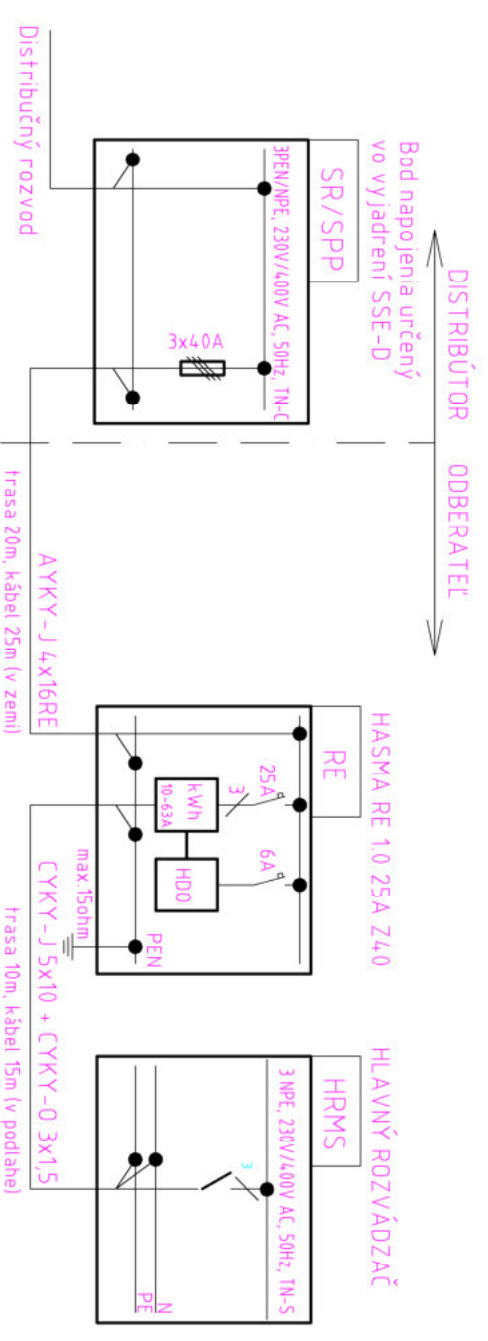 DISTRIBÚTOR
ODBERATEĽ
Bod napojenia určený
vo vyjadrení SSE-D
SR/SPP
3PEN/NPE, 230V/400V AC, 50Hz, TN-C
3x40A
Distribučný rozvod
AYKY-J 4x16RE
trasa 20m, kábel 25m (v zemi)
HASMA RE 1.0 25A Z40
RE
25A
6A
3
kWh
10-63A
HDO
PEN
max.15ohm
CYKY-J 5x10 + CYKY-O 3x1,5
trasa 10m, kábel 15m (v podlahe)
HLAVNÝ ROZVÁDZAČ
HRMS
3 NPE, 230V/400V AC, 50Hz, TN-S
3
N
PE